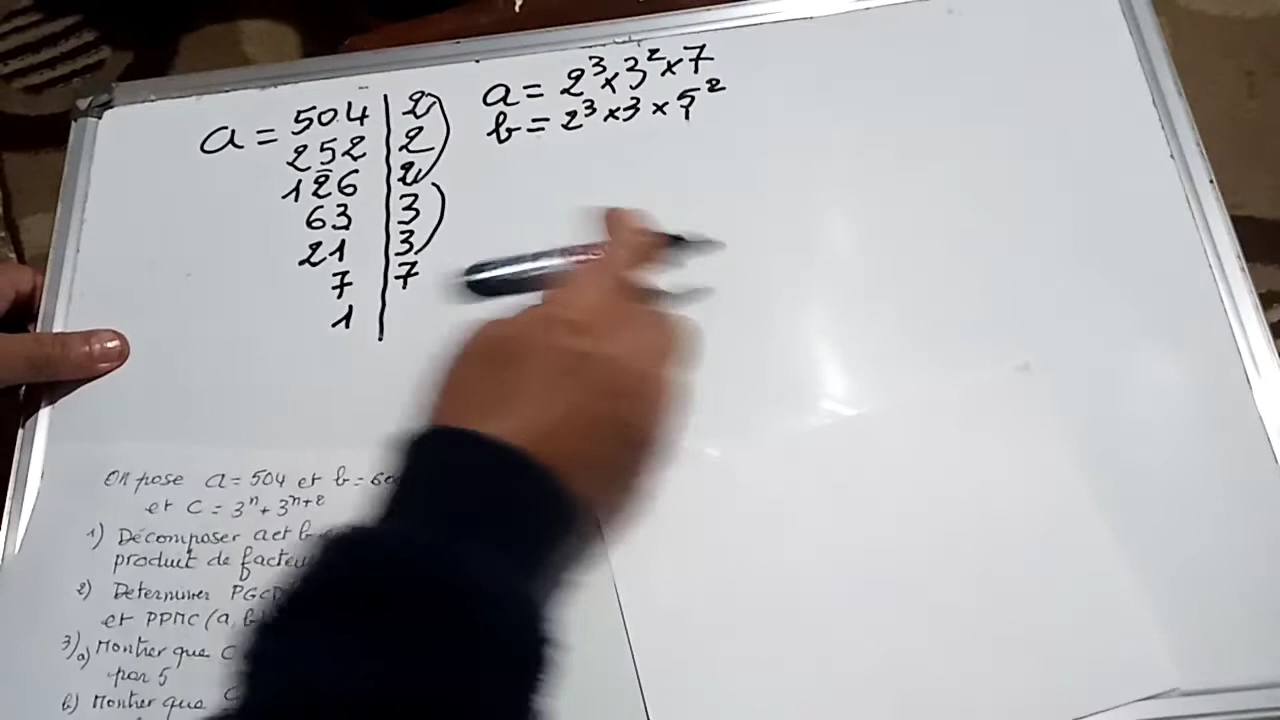 a = 504 | 2
252 | 2
126 | 2
63 | 3
21 | 3
7 | 7
1 |
a = 2³ × 3² × 7
b = 2³ × 3 × 5²
On pose a = 504 et b = 60
et C = 3ⁿ + 3ⁿ⁺²
1) Décomposer a et b
produit de facteu
2) Determiner PGCD
et PPMC (a, b
3) a) Montrer que C
par 5
b) Montrer que C